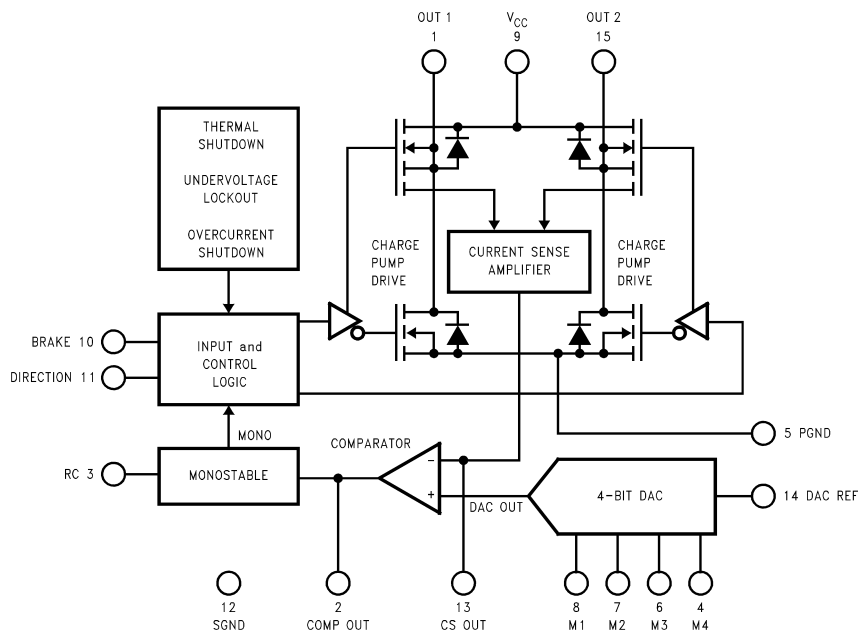 OUT 1
1
VCC
9
OUT 2
15
THERMAL
SHUTDOWN
UNDERVOLTAGE
LOCKOUT
OVERCURRENT
SHUTDOWN
CHARGE
PUMP
DRIVE
CURRENT SENSE
AMPLIFIER
CHARGE
PUMP
DRIVE
BRAKE 10
DIRECTION 11
INPUT and
CONTROL
LOGIC
MONO
COMPARATOR
5 PGND
RC 3
MONOSTABLE
-
+
DAC OUT
4-BIT DAC
14 DAC REF
12
SGND
2
COMP OUT
13
CS OUT
8
M1
7
M2
6
M3
4
M4